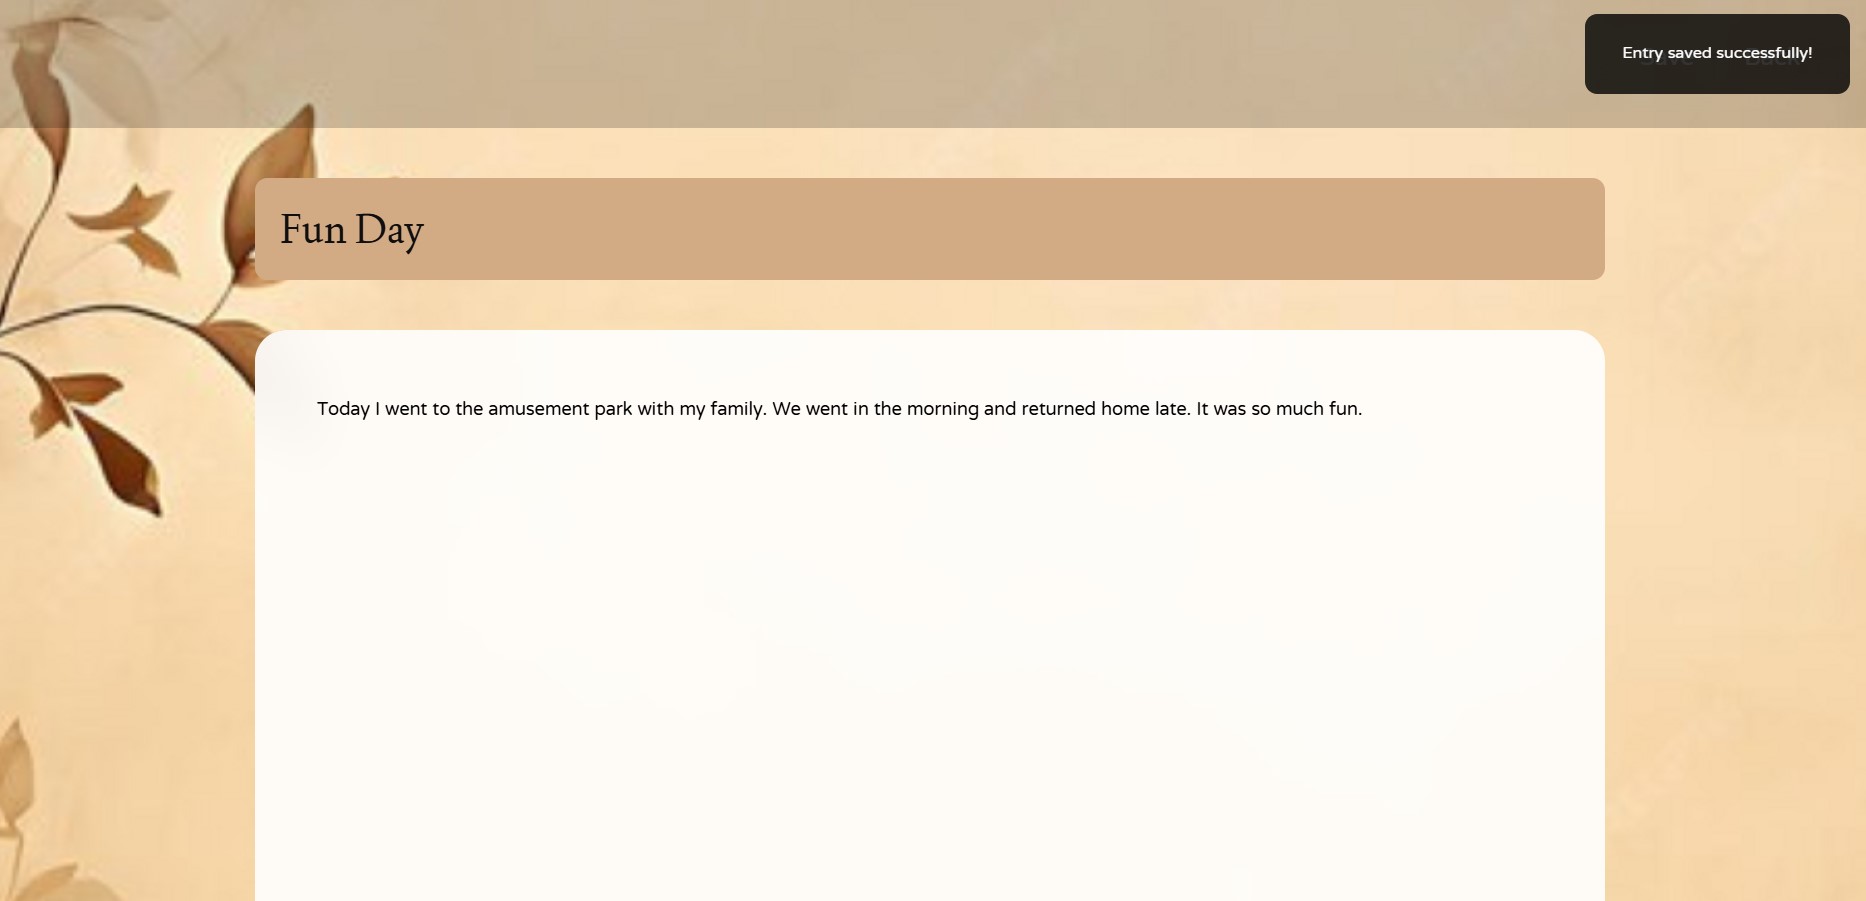 Entry saved successfully!
Fun Day
Today I went to the amusement park with my family. We went in the morning and returned home late. It was so much fun.